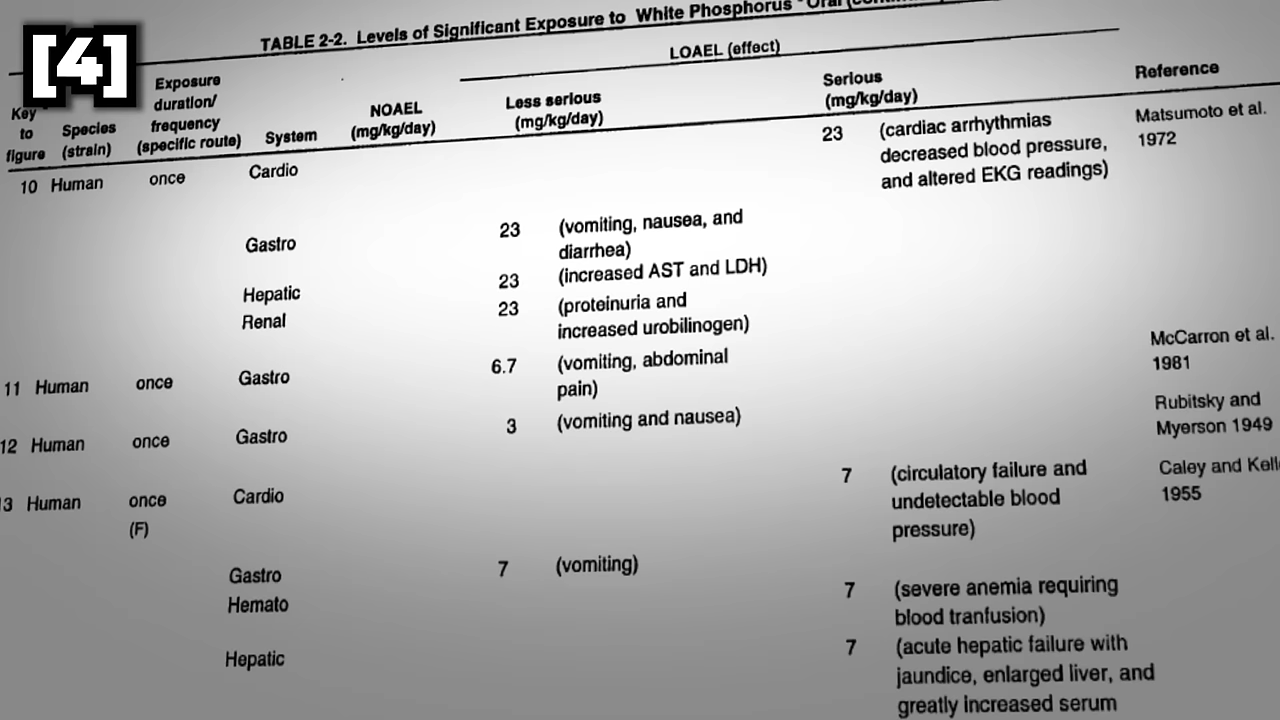 [4]
TABLE 2-2. Levels of Significant Exposure to White Phosphorus - Oral
LOAEL (effect)
Key to figure Species (strain) Exposure duration/ frequency (specific route) System NOAEL (mg/kg/day) Less serious (mg/kg/day) Serious (mg/kg/day) Reference
10 Human once Cardio 23 (cardiac arrhythmias Matsumoto et al.
decreased blood pressure, 1972
and altered EKG readings)
Gastro 23 (vomiting, nausea, and
diarrhea)
Hepatic 23 (increased AST and LDH)
Renal 23 (proteinuria and
increased urobilinogen)
11 Human once Gastro 6.7 (vomiting, abdominal McCarron et al.
pain) 1981
12 Human once Gastro 3 (vomiting and nausea) Rubitsky and
Myerson 1949
3 Human once Cardio 7 (circulatory failure and Caley and
(F) undetectable blood 1955
pressure)
Gastro 7 (vomiting)
Hemato 7 (severe anemia requiring
blood tranfusion)
Hepatic 7 (acute hepatic failure with
jaundice, enlarged liver, and
greatly increased serum